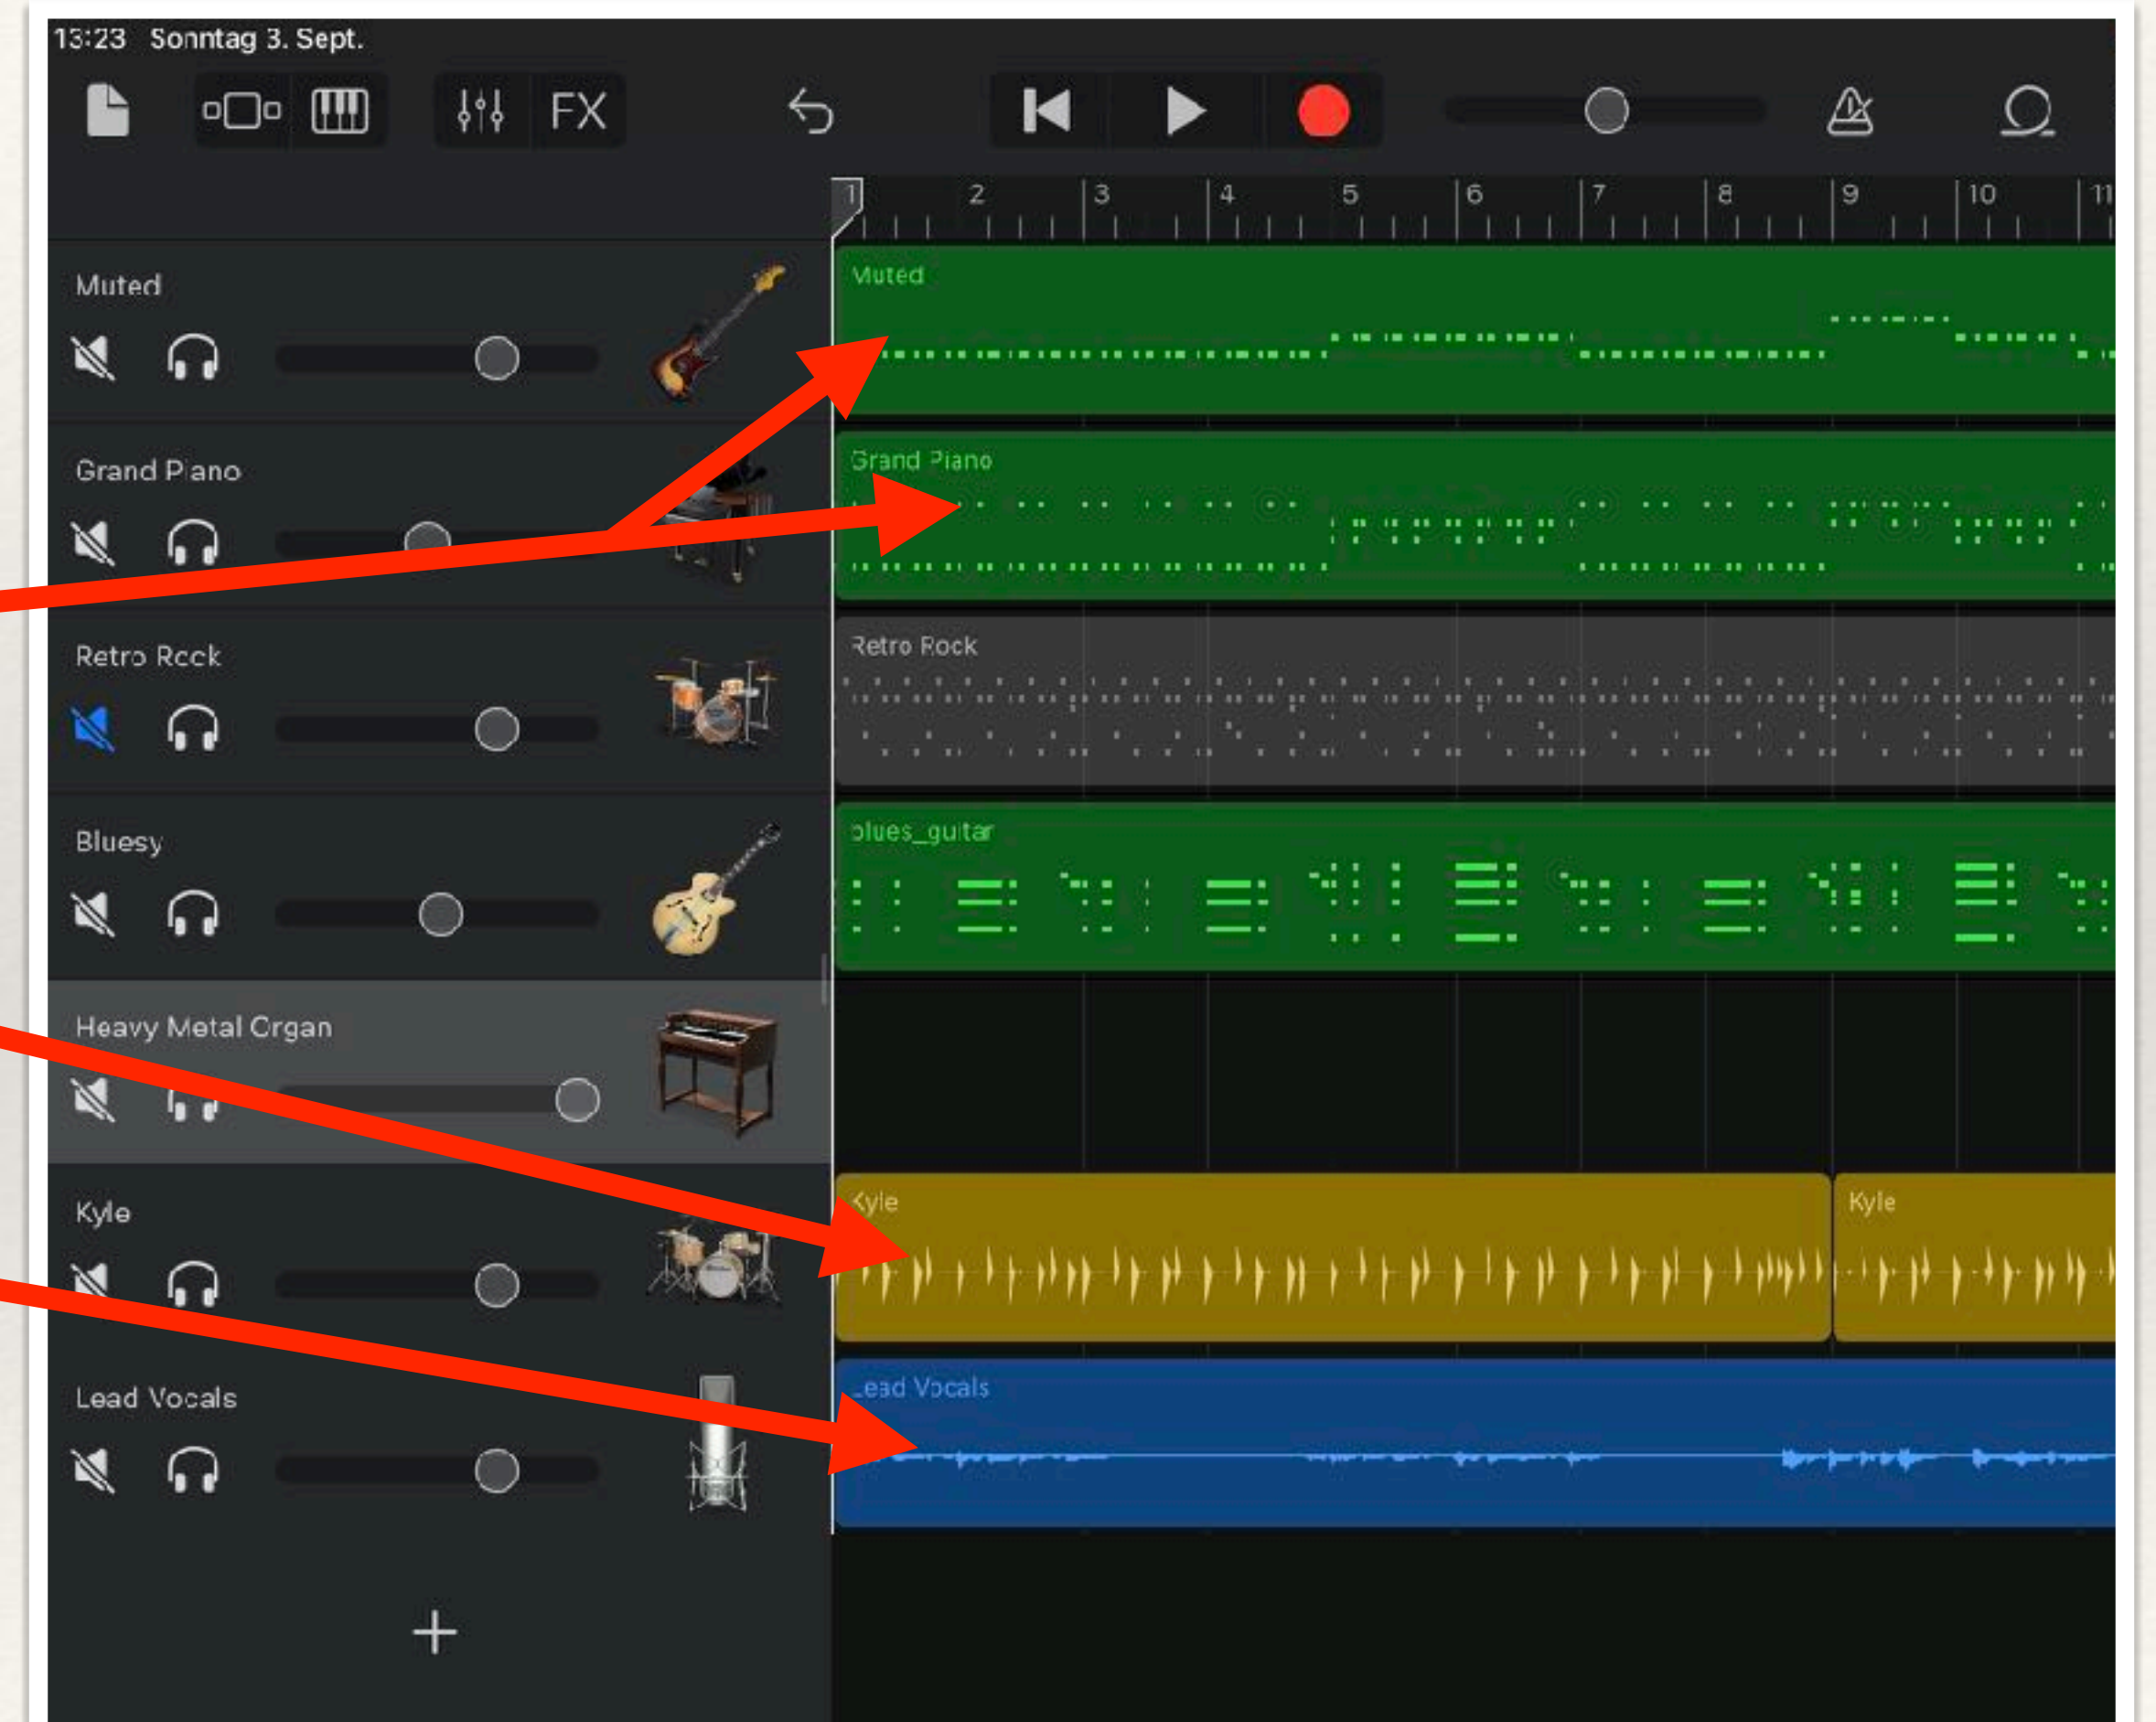 13:23 Sonntag 3. Sept.
FX
1 2 3 4 5 6 7 8 9 10 11
Muted
Muted
Grand Piano
Grand Piano
Retro Rock
Retro Rock
Bluesy
blues_guitar
Heavy Metal Organ
Kyle
Kyle
Kyle
Lead Vocals
Lead Vocals